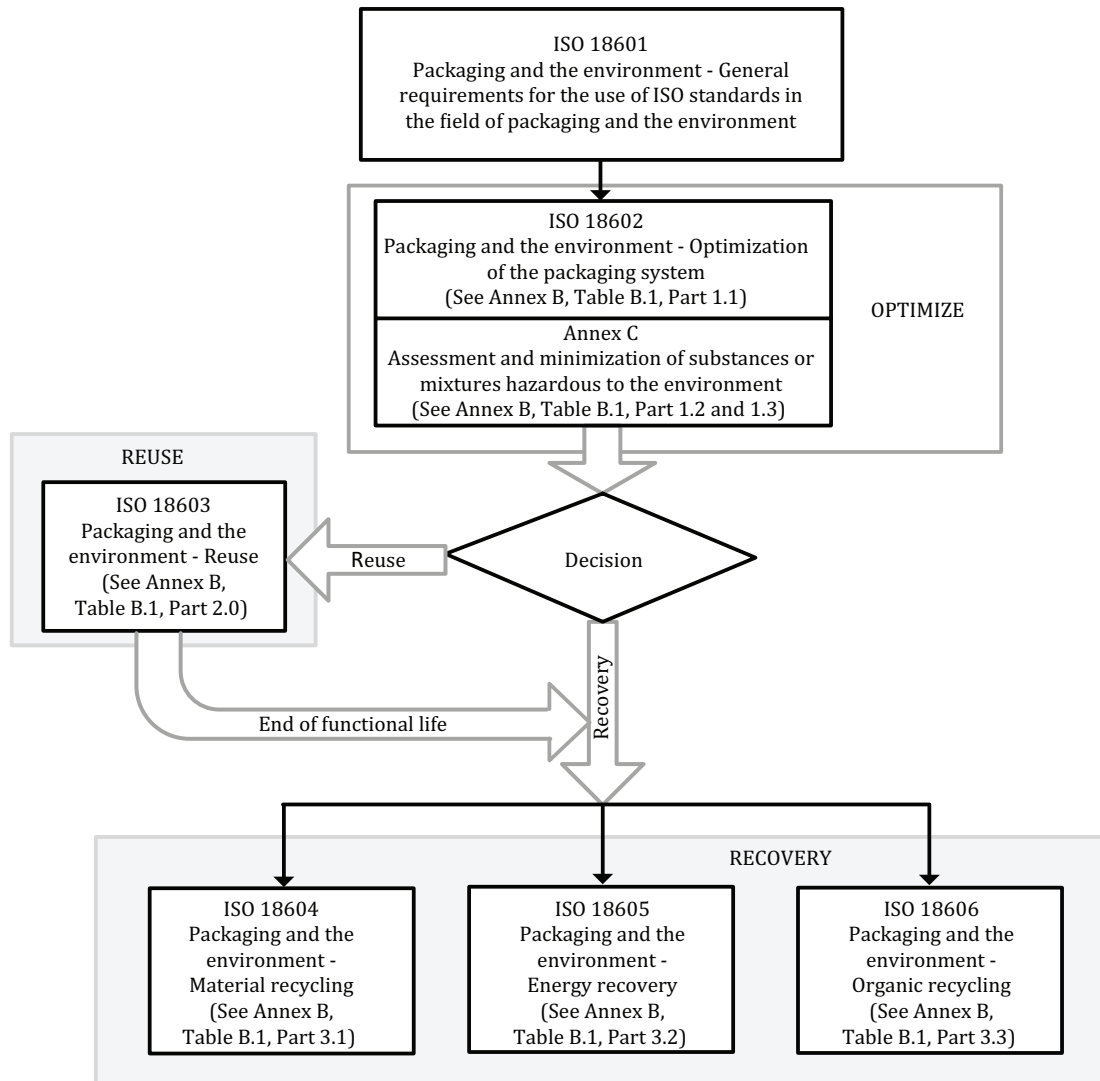 ISO 18601
Packaging and the environment - General
requirements for the use of ISO standards in
the field of packaging and the environment
ISO 18602
Packaging and the environment - Optimization
of the packaging system
(See Annex B, Table B.1, Part 1.1)
OPTIMIZE
Annex C
Assessment and minimization of substances or
mixtures hazardous to the environment
(See Annex B, Table B.1, Part 1.2 and 1.3)
REUSE
ISO 18603
Packaging and the
environment - Reuse
(See Annex B,
Table B.1, Part 2.0)
Reuse
Decision
Recovery
End of functional life
RECOVERY
ISO 18604
Packaging and the
environment -
Material recycling
(See Annex B,
Table B.1, Part 3.1)
ISO 18605
Packaging and the
environment -
Energy recovery
(See Annex B,
Table B.1, Part 3.2)
ISO 18606
Packaging and the
environment -
Organic recycling
(See Annex B,
Table B.1, Part 3.3)